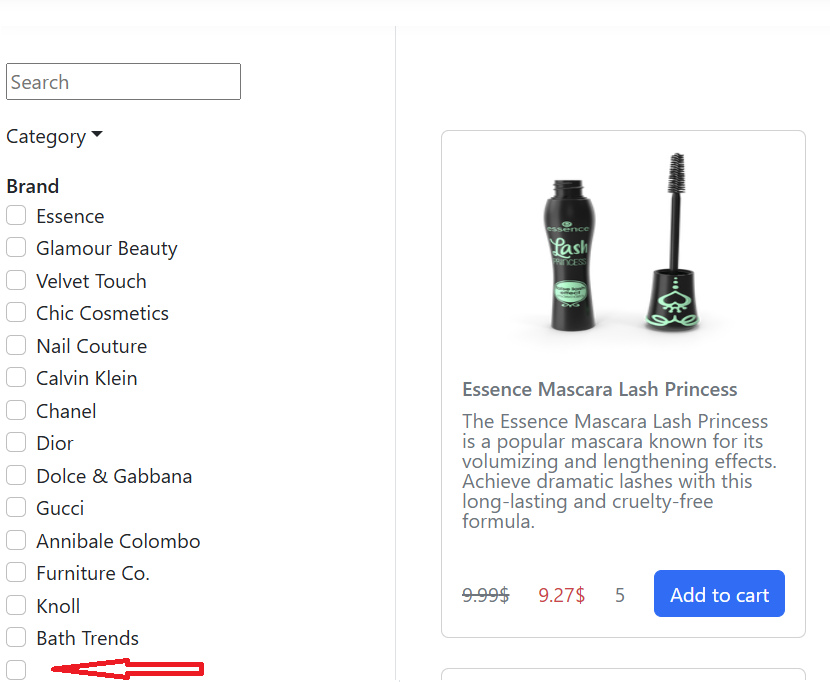 Search
Category
Brand
Essence
Glamour Beauty
Velvet Touch
Chic Cosmetics
Nail Couture
Calvin Klein
Chanel
Dior
Dolce & Gabbana
Gucci
Annibale Colombo
Furniture Co.
Knoll
Bath Trends
essence
Lash
PRINCESS
false lash
effect
Essence Mascara Lash Princess
The Essence Mascara Lash Princess
is a popular mascara known for its
volumizing and lengthening effects.
Achieve dramatic lashes with this
long-lasting and cruelty-free
formula.
9.99$ 9.27$ 5 Add to cart